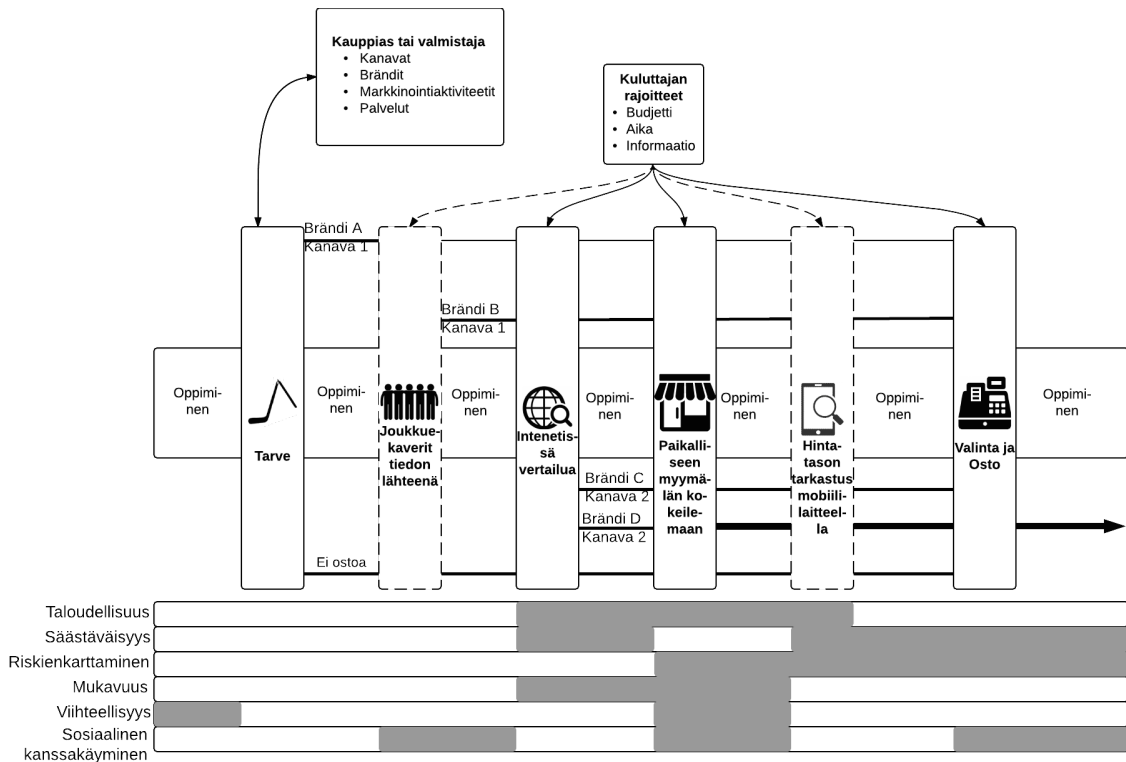 Kauppias tai valmistaja
• Kanavat
• Brändit
• Markkinointiaktiviteetit
• Palvelut
Kuluttajan
rajoitteet
• Budjetti
• Aika
• Informaatio
Brändi A
Kanava 1
Brändi B
Kanava 1
Oppimi-
nen
Tarve
Oppimi-
nen
Joukkue-
kaverit
tiedon
lähteenä
Oppimi-
nen
Intenetis-
sä
vertailua
Oppimi-
nen
Paikalli-
seen
myymä-
län ko-
keile-
maan
Oppimi-
nen
Hinta-
tason
tarkastus
mobiili-
laitteel-
la
Oppimi-
nen
Valinta ja
Osto
Oppimi-
nen
Brändi C
Kanava 2
Brändi D
Kanava 2
Ei ostoa
Taloudellisuus
Säästäväisyys
Riskienkarttaminen
Mukavuus
Viihteellisyys
Sosiaalinen
kanssakäyminen